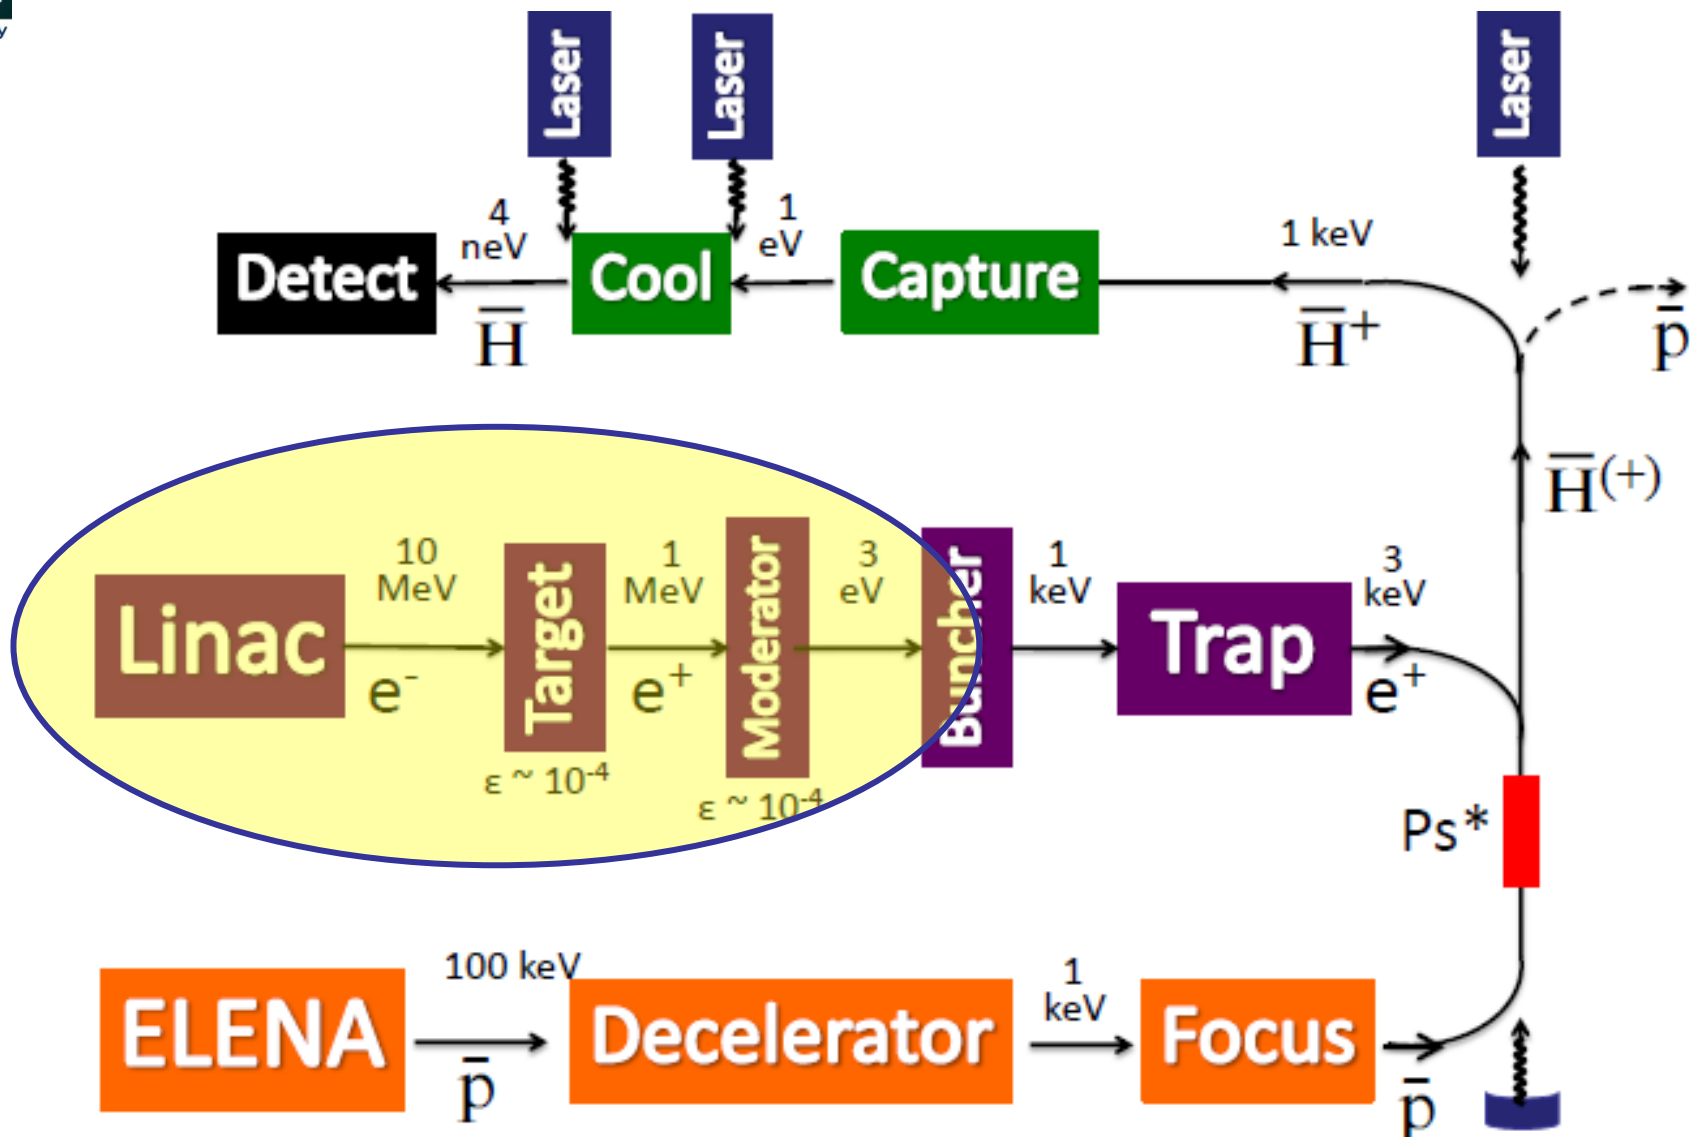 y
Laser
Laser
Laser
4
neV
1
eV
1 keV
Detect
Cool
Capture
H̅
H̅⁺
p̅
H̅⁽⁺⁾
10
MeV
1
MeV
3
eV
1
keV
3
keV
Linac
Target
Moderator
Buncher
Trap
e⁻
e⁺
e⁺
ε ~ 10⁻⁴
ε ~ 10⁻⁴
Ps*
100 keV
1
keV
ELENA
Decelerator
Focus
p̅
p̅